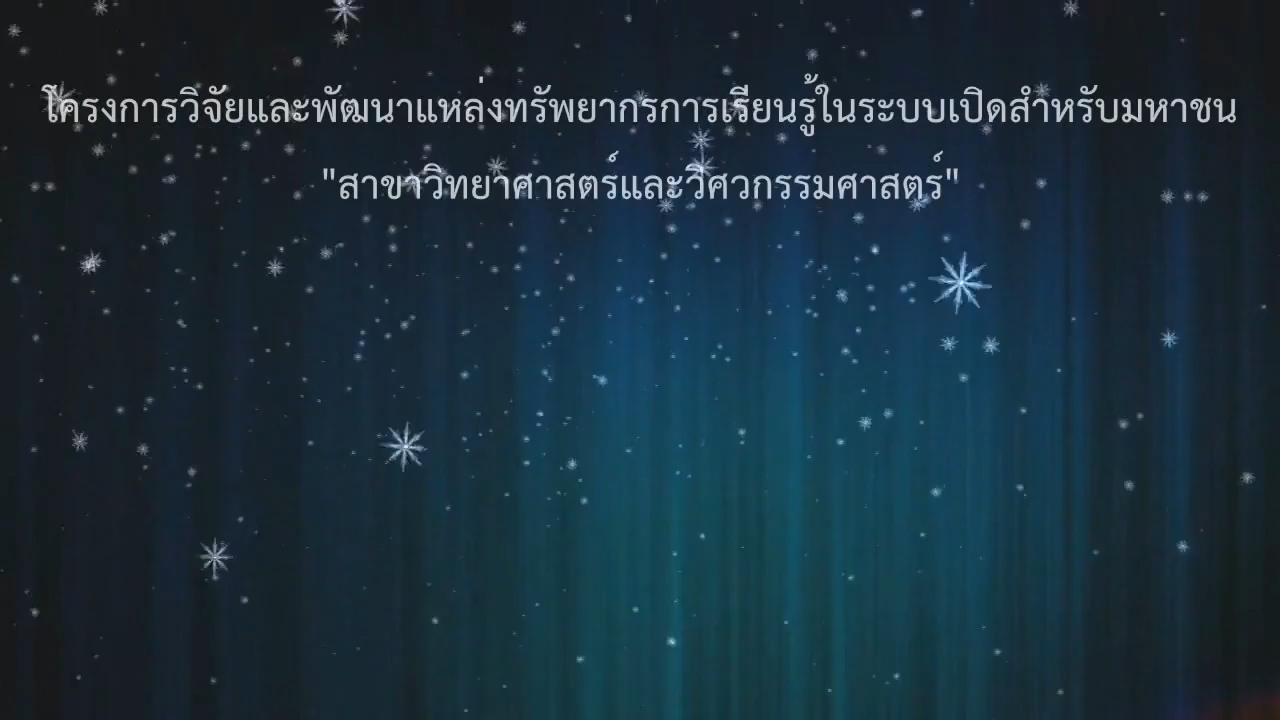 โครงการวิจัยและพัฒนาแหล่งทรัพยากรการเรียนรู้ในระบบเปิดสำหรับมหาชน
"สาขาวิทยาศาสตร์และวิศวกรรมศาสตร์"